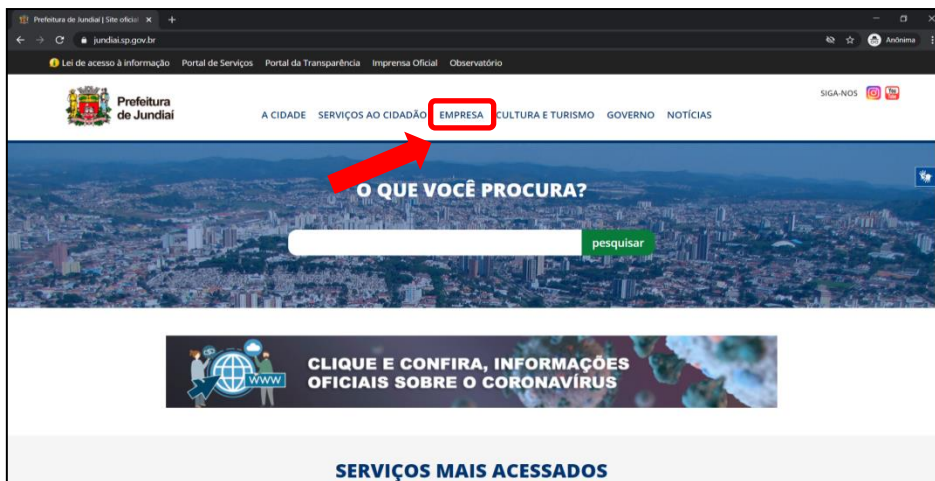 Prefeitura de Jundiaí | Site oficial
jundiai.sp.gov.br
Anônima
Lei de acesso à informação Portal de Serviços Portal da Transparência Imprensa Oficial Observatório
Prefeitura
de Jundiaí
A CIDADE SERVIÇOS AO CIDADÃO EMPRESA CULTURA E TURISMO GOVERNO NOTÍCIAS
SIGA-NOS
O QUE VOCÊ PROCURA?
pesquisar
www
CLIQUE E CONFIRA, INFORMAÇÕES
OFICIAIS SOBRE O CORONAVÍRUS
SERVIÇOS MAIS ACESSADOS